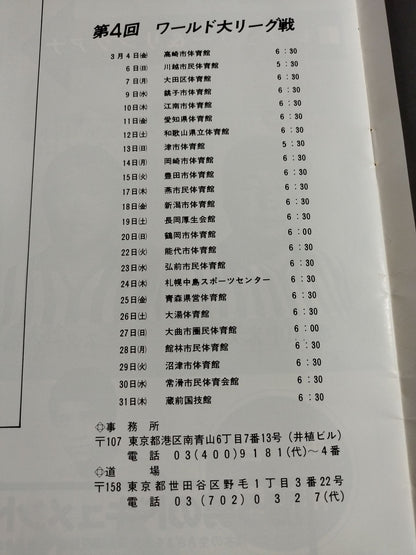 第4回 ワールド大リーグ戦
3月4日㈮ 高崎市体育館 6：30
6日㈰ 川越市民体育館 5：30
7日㈪ 大田区体育館 6：30
9日㈬ 銚子市体育館 6：30
10日㈭ 江南市体育館 6：30
11日㈮ 愛知県体育館 6：30
12日㈯ 和歌山県立体育館 6：30
13日㈰ 津市体育館 5：30
14日㈪ 岡崎市体育館 6：30
15日㈫ 豊田市体育館 6：30
17日㈭ 燕市民体育館 6：30
18日㈮ 新潟市体育館 6：30
19日㈯ 長岡厚生会館 6：30
20日㈰ 鶴岡市体育館 6：00
22日㈫ 能代市体育館 6：30
23日㈬ 弘前市民体育館 6：30
24日㈭ 札幌中島スポーツセンター 6：30
25日㈮ 青森県営体育館 6：30
26日㈯ 大湯体育館 6：30
27日㈰ 大曲市圏民体育館 6：00
28日㈪ 館林市民体育館 6：30
29日㈫ 沼津市体育館 6：30
30日㈬ 常滑市民体育会館 6：30
31日㈭ 蔵前国技館 6：30
事務所
〒107 東京都港区南青山6丁目7番13号（井植ビル）
電話 03(400)9181(代)〜4番
道場
〒158 東京都世田谷区野毛1丁目3番22号
電話 03(702)0327(代)